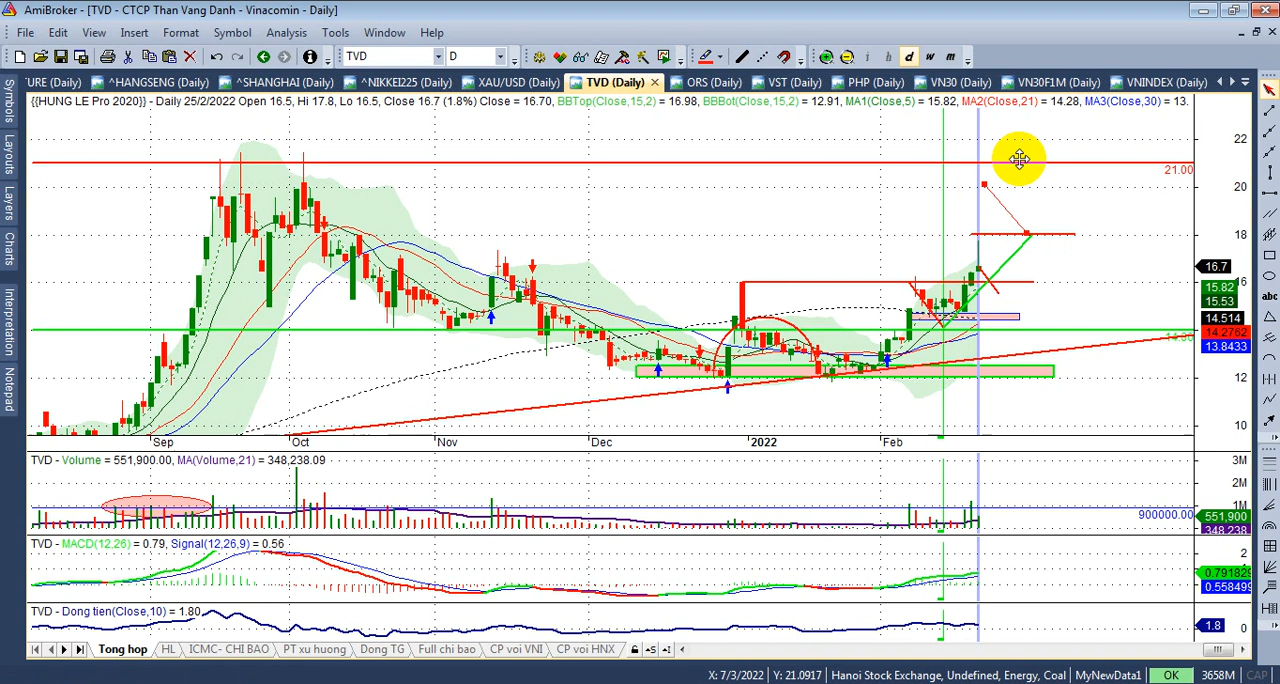 AmiBroker - [TVD - CTCP Than Vang Danh - Vinacomin - Daily]
File Edit View Insert Format Symbol Analysis Tools Window Help
TVD D i h d w m
'URE (Daily) ^HANGSENG (Daily) ^SHANGHAI (Daily) ^NIKKEI225 (Daily) XAU/USD (Daily) TVD (Daily) ORS (Daily) VST (Daily) PHP (Daily) VN30 (Daily) VN30F1M (Daily) VNINDEX (Daily)
{{HUNG LE Pro 2020}} - Daily 25/2/2022 Open 16.5, Hi 17.8, Lo 16.5, Close 16.7 (1.8%) Close = 16.70, BBTop(Close,15,2) = 16.98, BBBot(Close,15,2) = 12.91, MA1(Close,5) = 15.82, MA2(Close,21) = 14.28, MA3(Close,30) = 13.
Symbols
Layouts
Layers
Charts
Interpretation
Notepad
abc
22
21.00
20
18
16.7
16
15.82
15.53
14.514
14.2762
13.8433
12
10
Sep Oct Nov Dec 2022 Feb
TVD - Volume = 551,900.00, MA(Volume,21) = 348,238.09
3M
2M
1M
900000.00
551,900
348,238
TVD - MACD(12,26) = 0.79, Signal(12,26,9) = 0.56
2
0.791829
0.558499
TVD - Dong tien(Close,10) = 1.80
1.8
0
Tong hop HL ICMC- CHI BAO PT xu huong Dong TG Full chi bao CP voi VNI CP voi HNX
X: 7/3/2022 Y: 21.0917 Hanoi Stock Exchange, Undefined, Energy, Coal MyNewData1 OK 3658M CAP